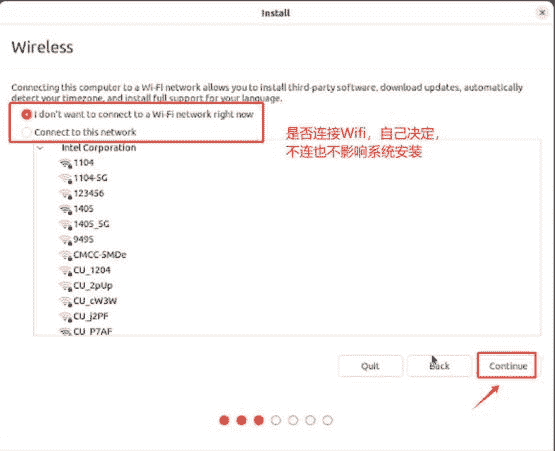 Install
Wireless
Connecting this computer to a Wi-Fi network allows you to install third-party software, download updates, automatically
detect your timezone, and install full support for your language.
I don't want to connect to a Wi-Fi network right now
Connect to this network
是否连接Wifi，自己决定，
不连也不影响系统安装
Intel Corporation
1104
1104-5G
123456
1405
1405_5G
9495
CMCC-5MDe
CU_1204
CU_2pUp
CU_cW3W
CU_j2PF
CU_P7AF
Quit
Back
Continue